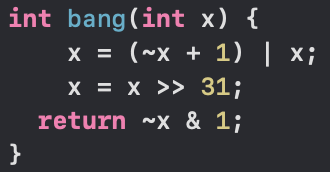 int bang(int x) {
    x = (~x + 1) | x;
    x = x >> 31;
  return ~x & 1;
}